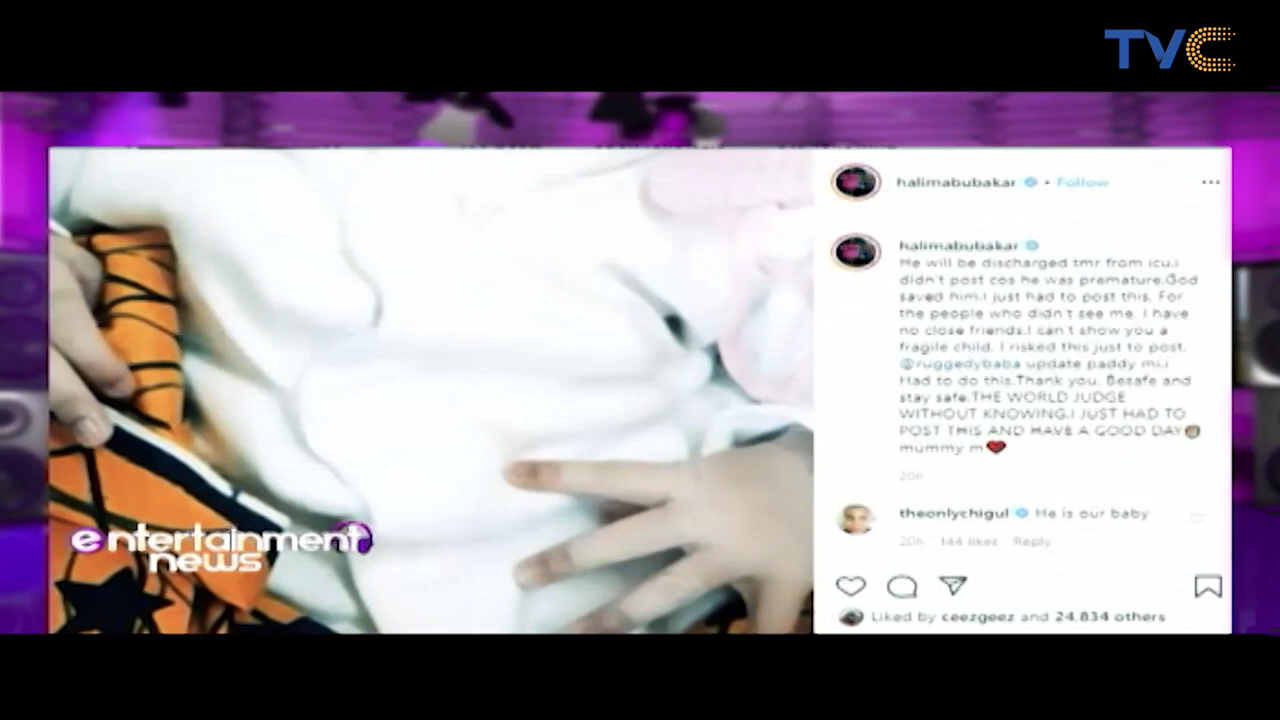 TVC
halimabubakar • Follow
halimabubakar
He will be discharged tmr from icu.i
didn't post cos he was premature.God
saved him.I just had to post this. For
the people who didn't see me. I have
no close friends.I can't show you a
fragile child. I risked this just to post.
@ruggedybaba update paddy mi.i
Had to do this.Thank you. Besafe and
stay safe.THE WORLD JUDGE
WITHOUT KNOWING.I JUST HAD TO
POST THIS AND HAVE A GOOD DAY
mummy m❤️
20h
theonlychigul He is our baby
20h 144 likes Reply
Liked by ceezgeez and 24,834 others
entertainment
news